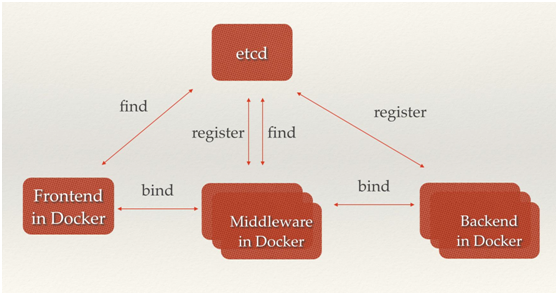 etcd
find
register
find
register
Frontend
in Docker
bind
Middleware
in Docker
bind
Backend
in Docker